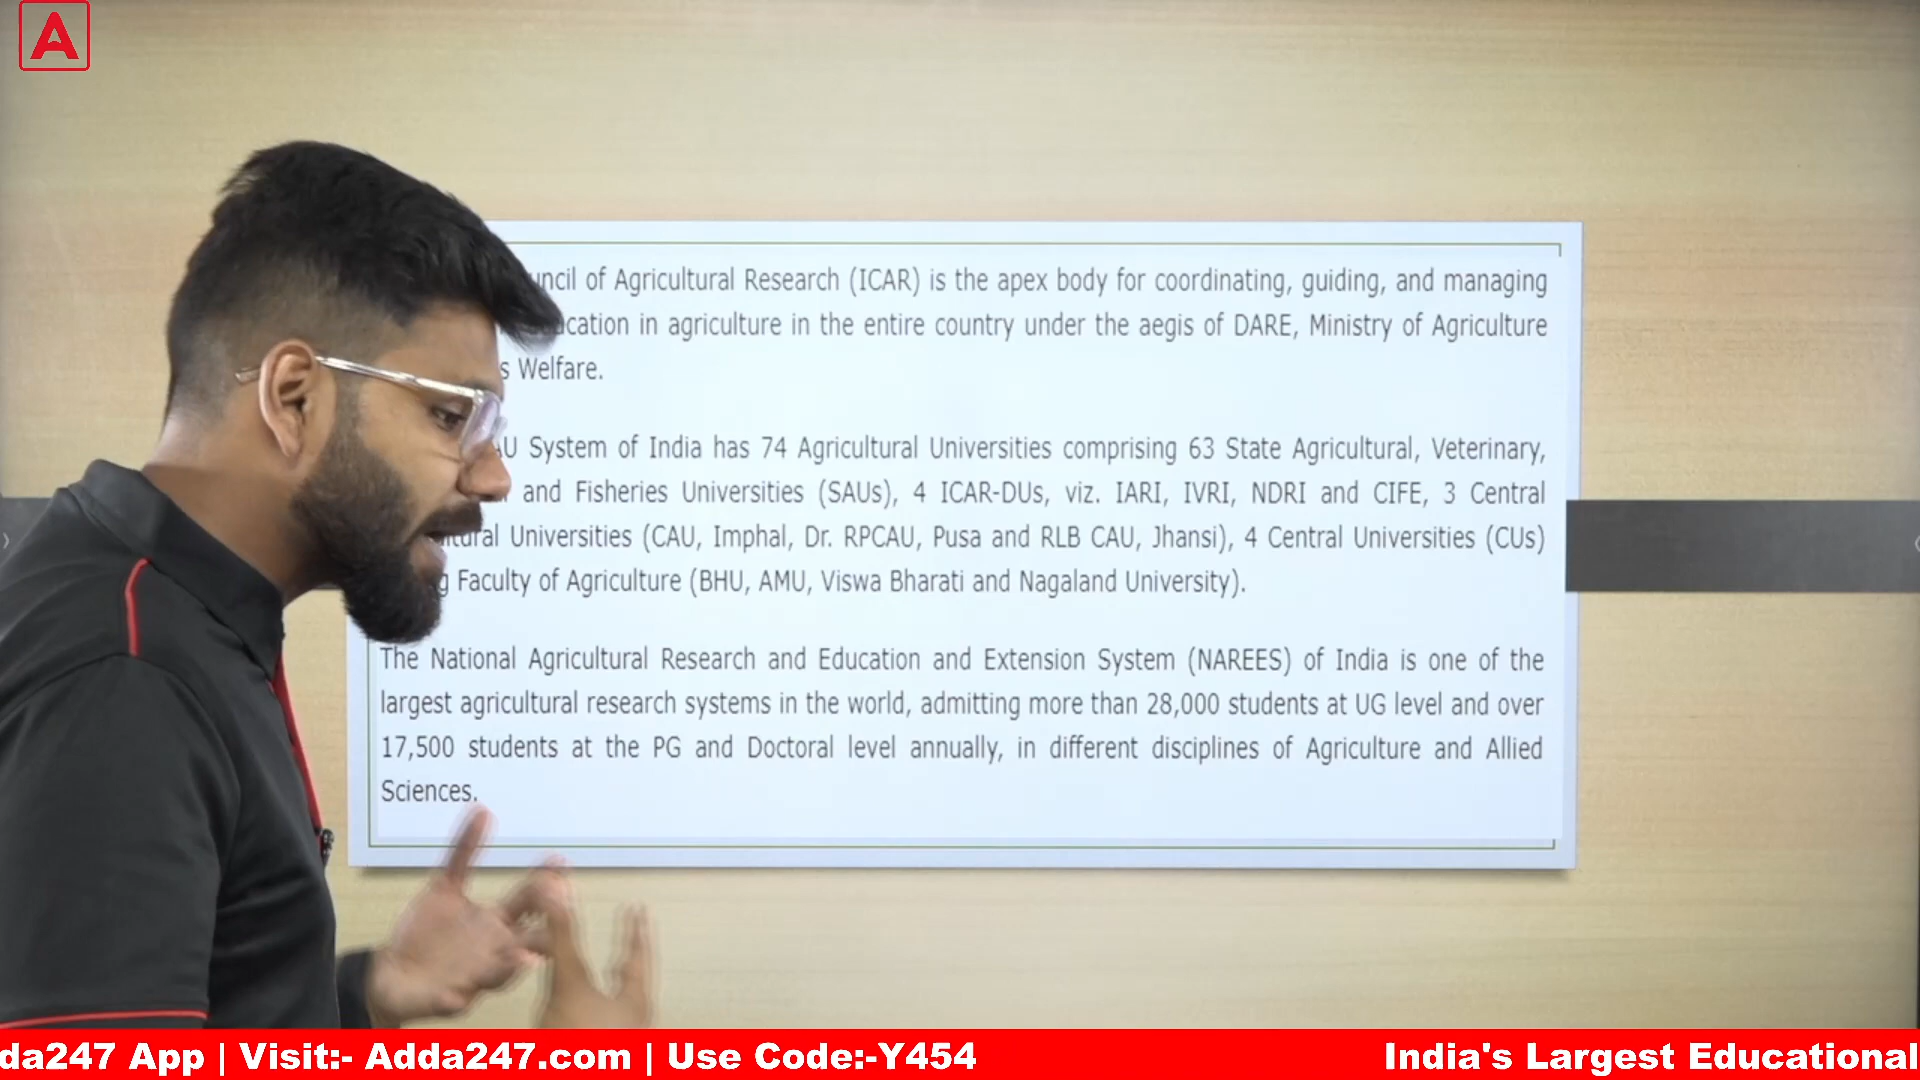 A
Council of Agricultural Research (ICAR) is the apex body for coordinating, guiding, and managing
education in agriculture in the entire country under the aegis of DARE, Ministry of Agriculture
s Welfare.
AU System of India has 74 Agricultural Universities comprising 63 State Agricultural, Veterinary,
and Fisheries Universities (SAUs), 4 ICAR-DUs, viz. IARI, IVRI, NDRI and CIFE, 3 Central
Universities (CAU, Imphal, Dr. RPCAU, Pusa and RLB CAU, Jhansi), 4 Central Universities (CUs)
g Faculty of Agriculture (BHU, AMU, Viswa Bharati and Nagaland University).
The National Agricultural Research and Education and Extension System (NAREES) of India is one of the
largest agricultural research systems in the world, admitting more than 28,000 students at UG level and over
17,500 students at the PG and Doctoral level annually, in different disciplines of Agriculture and Allied
Sciences.
da247 App | Visit:- Adda247.com | Use Code:-Y454
India's Largest Educational